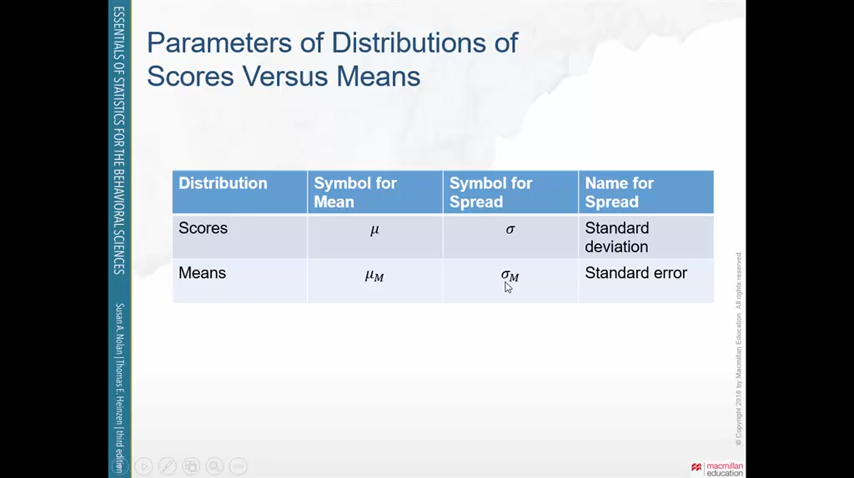 Parameters of Distributions of
Scores Versus Means
Distribution
Symbol for
Mean
Symbol for
Spread
Name for
Spread
Scores
μ
σ
Standard
deviation
Means
μM
σM
Standard error
ESSENTIALS OF STATISTICS FOR THE BEHAVIORAL SCIENCES
Susan A. Nolan | Thomas E. Heinzen | third edition
© Copyright 2016 by Macmillan Education. All rights reserved.
macmillan
education